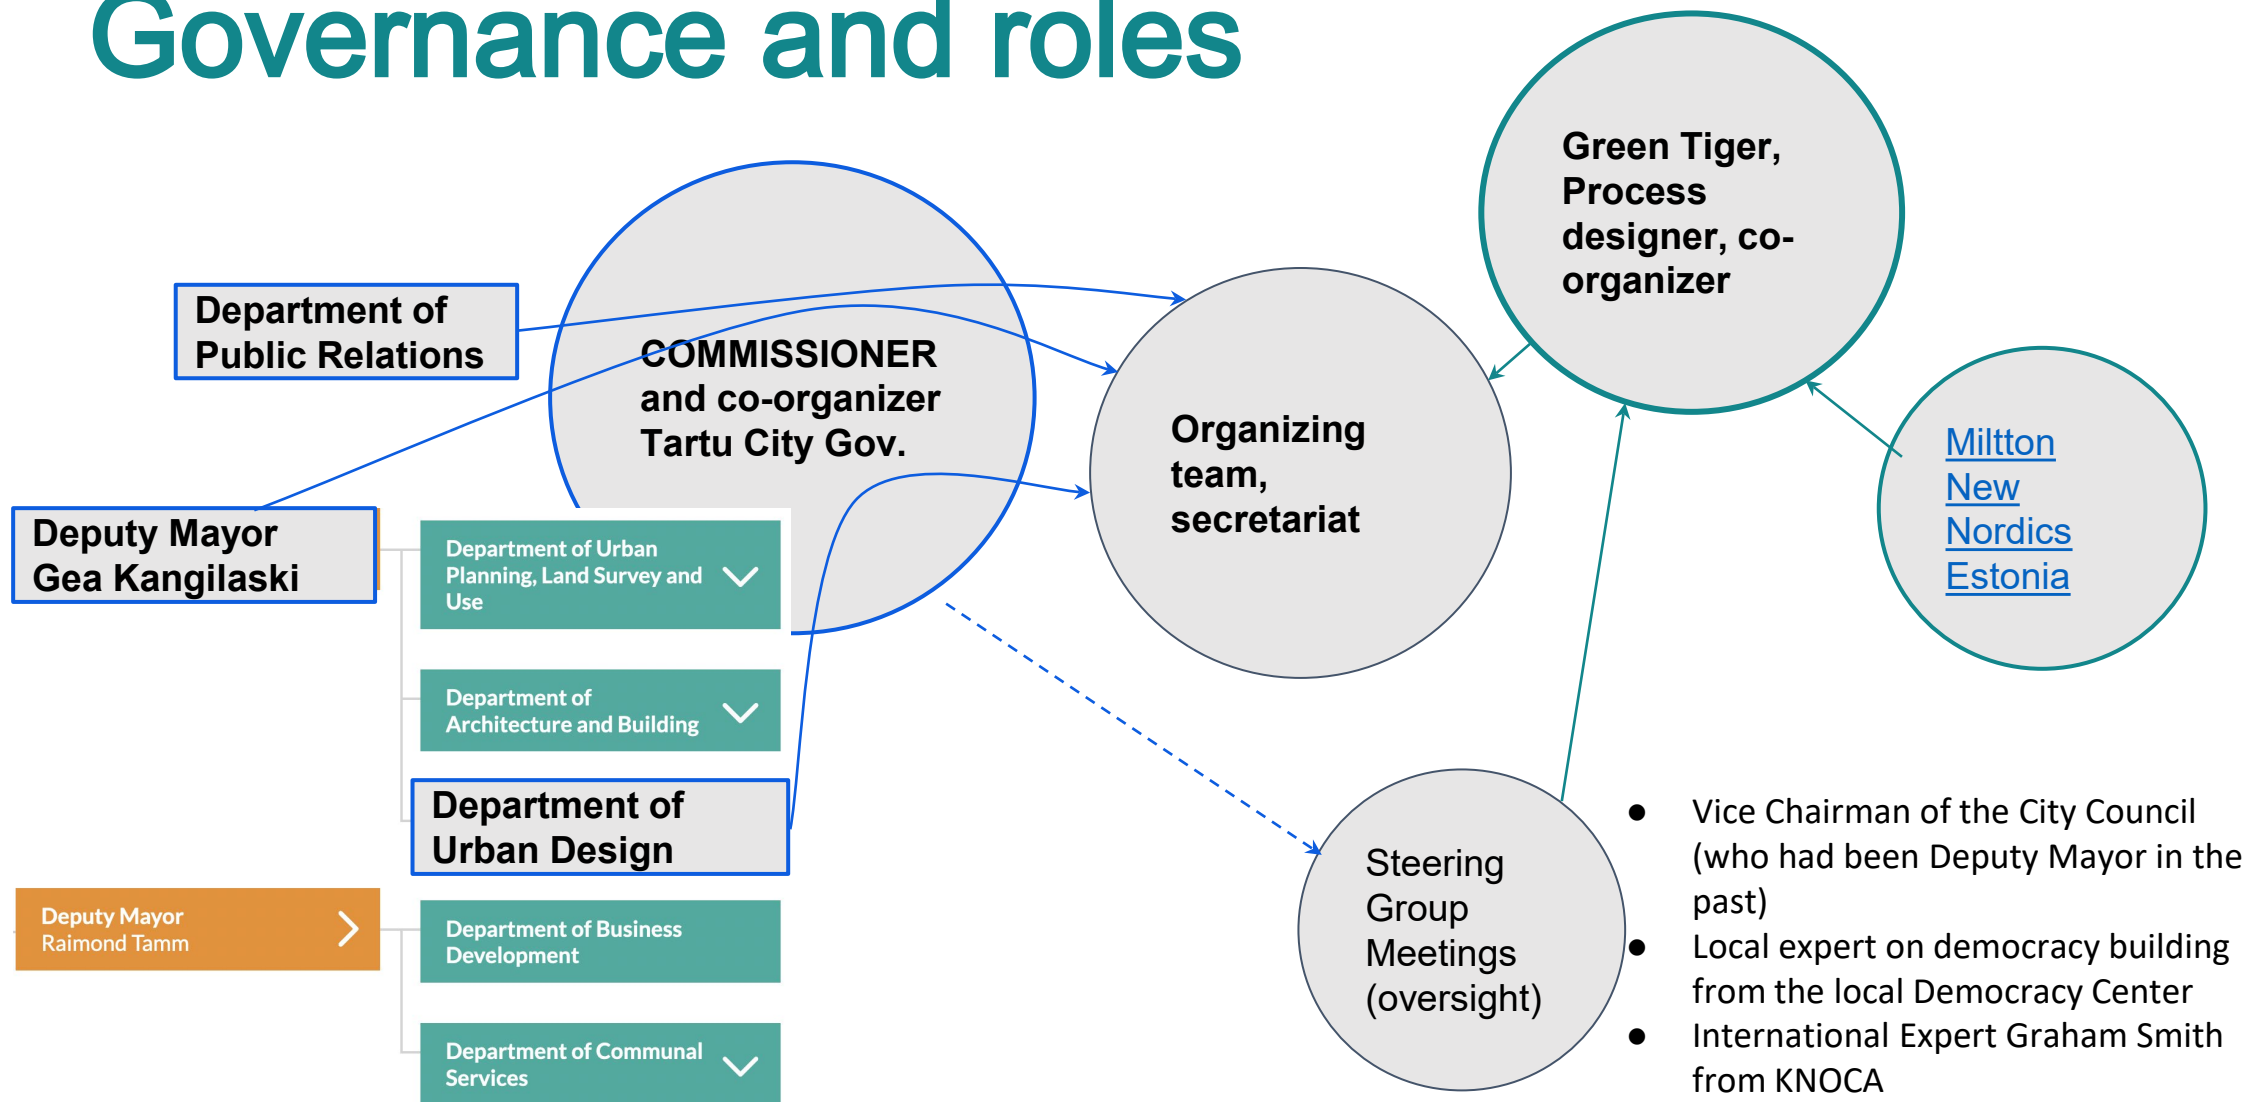 Governance and roles
Green Tiger,
Process
designer, co-
organizer
Department of
Public Relations
COMMISSIONER
and co-organizer
Tartu City Gov.
Organizing
team,
secretariat
Miltton
New
Nordics
Estonia
Deputy Mayor
Gea Kangilaski
Department of Urban
Planning, Land Survey and
Use
Department of
Architecture and Building
Department of
Urban Design
Deputy Mayor
Raimond Tamm
Department of Business
Development
Department of Communal
Services
Steering
Group
Meetings
(oversight)
● Vice Chairman of the City Council
(who had been Deputy Mayor in the
past)
● Local expert on democracy building
from the local Democracy Center
● International Expert Graham Smith
from KNOCA